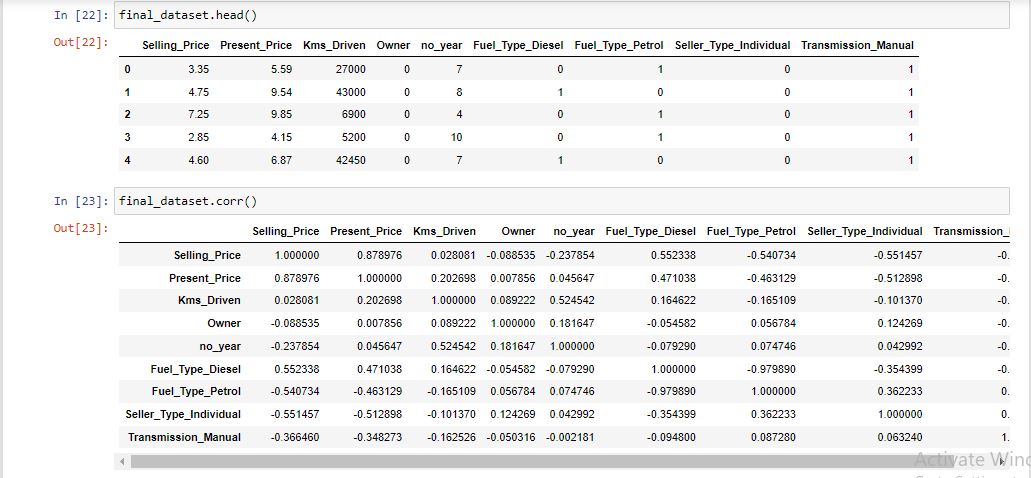 In [22]: final_dataset.head()
Out[22]:
Selling_Price Present_Price Kms_Driven Owner no_year Fuel_Type_Diesel Fuel_Type_Petrol Seller_Type_Individual Transmission_Manual
0 3.35 5.59 27000 0 7 0 1 0 1
1 4.75 9.54 43000 0 8 1 0 0 1
2 7.25 9.85 6900 0 4 0 1 0 1
3 2.85 4.15 5200 0 10 0 1 0 1
4 4.60 6.87 42450 0 7 1 0 0 1
In [23]: final_dataset.corr()
Out[23]:
Selling_Price Present_Price Kms_Driven Owner no_year Fuel_Type_Diesel Fuel_Type_Petrol Seller_Type_Individual Transmission_
Selling_Price 1.000000 0.878976 0.028081 -0.088535 -0.237854 0.552338 -0.540734 -0.551457 -0.
Present_Price 0.878976 1.000000 0.202698 0.007856 0.045647 0.471038 -0.463129 -0.512898 -0.
Kms_Driven 0.028081 0.202698 1.000000 0.089222 0.524542 0.164622 -0.165109 -0.101370 -0.
Owner -0.088535 0.007856 0.089222 1.000000 0.181647 -0.054582 0.056784 0.124269 -0.
no_year -0.237854 0.045647 0.524542 0.181647 1.000000 -0.079290 0.074746 0.042992 -0.
Fuel_Type_Diesel 0.552338 0.471038 0.164622 -0.054582 -0.079290 1.000000 -0.979890 -0.354399 -0.
Fuel_Type_Petrol -0.540734 -0.463129 -0.165109 0.056784 0.074746 -0.979890 1.000000 0.362233 0.
Seller_Type_Individual -0.551457 -0.512898 -0.101370 0.124269 0.042992 -0.354399 0.362233 1.000000 0.
Transmission_Manual -0.366460 -0.348273 -0.162526 -0.050316 -0.002181 -0.094800 0.087280 0.063240 1.
Activate Wind